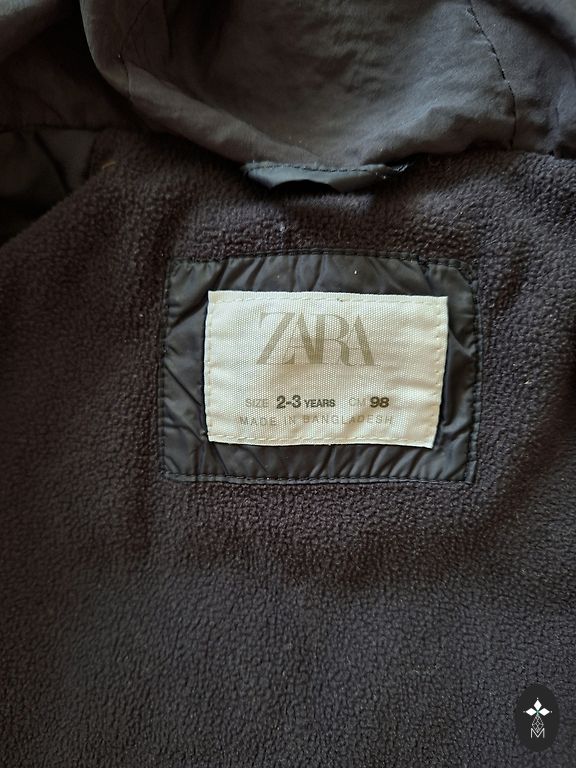 ZARA
SIZE 2-3 YEARS CM 98
MADE IN BANGLADESH
M